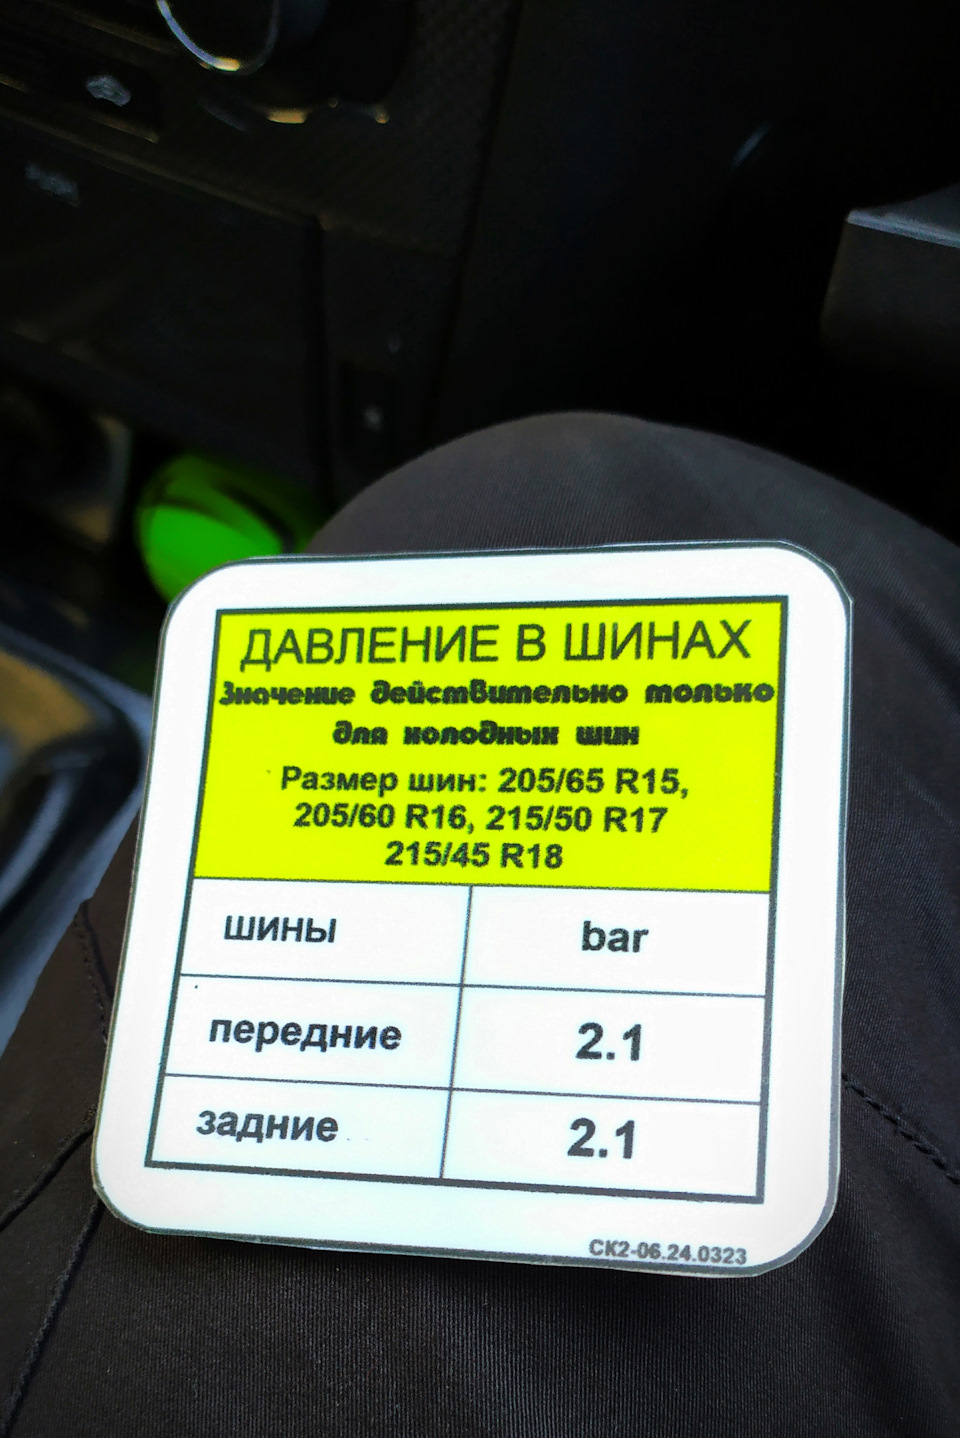 ДАВЛЕНИЕ В ШИНАХ
Значение действительно только
для холодных шин
Размер шин: 205/65 R15,
205/60 R16, 215/50 R17
215/45 R18
шины bar
передние 2.1
задние 2.1
СК2-06.24.0323